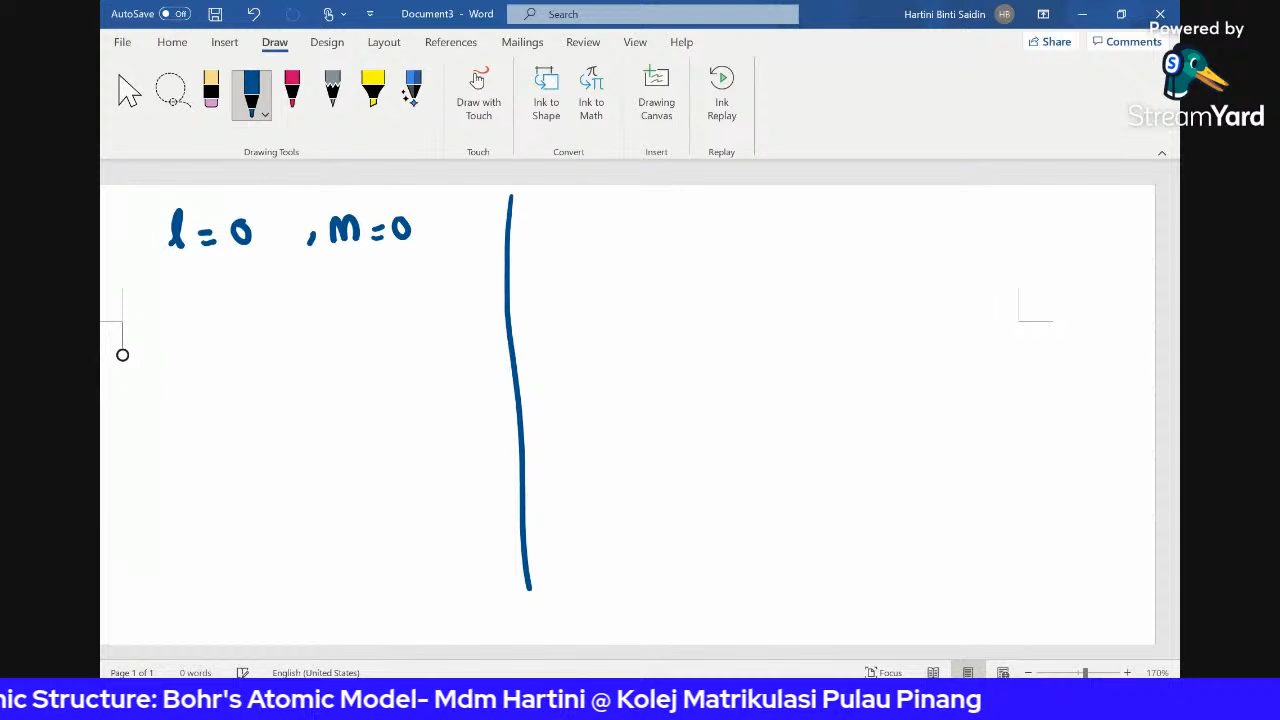 AutoSave Off Document3 - Word Search Hartini Binti Saidin HB
File Home Insert Draw Design Layout References Mailings Review View Help Share Comments
Powered by
StreamYard
Draw with Touch
Ink to Shape
Ink to Math
Drawing Canvas
Ink Replay
Drawing Tools Touch Convert Insert Replay
l = 0 , m = 0
Page 1 of 1 0 words English (United States) Focus 170%
nic Structure: Bohr's Atomic Model- Mdm Hartini @ Kolej Matrikulasi Pulau Pinang